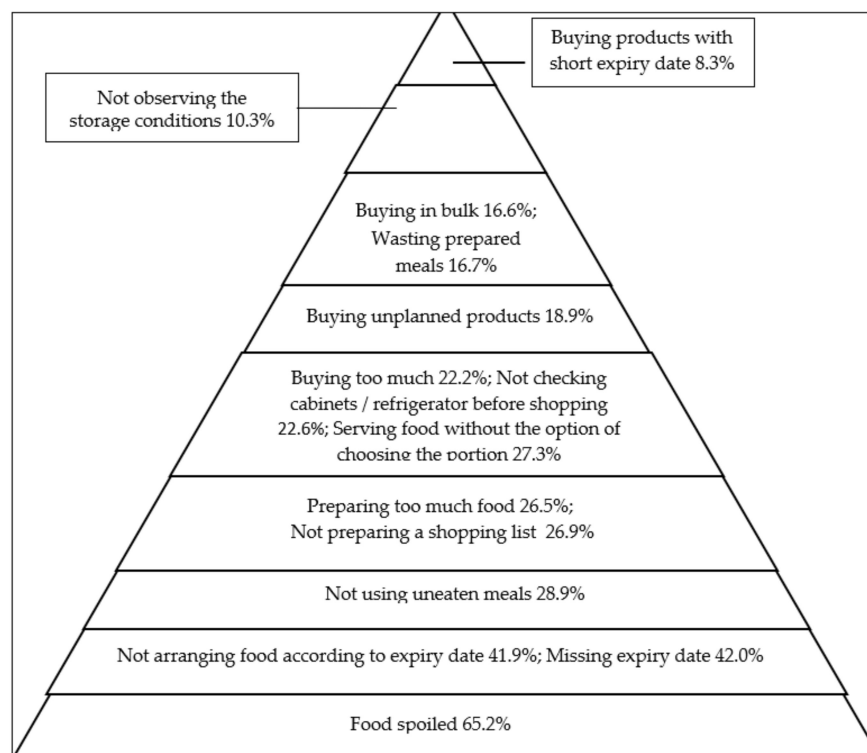 Buying products with
short expiry date 8.3%
Not observing the
storage conditions 10.3%
Buying in bulk 16.6%;
Wasting prepared
meals 16.7%
Buying unplanned products 18.9%
Buying too much 22.2%; Not checking
cabinets / refrigerator before shopping
22.6%; Serving food without the option of
choosing the portion 27.3%
Preparing too much food 26.5%;
Not preparing a shopping list 26.9%
Not using uneaten meals 28.9%
Not arranging food according to expiry date 41.9%; Missing expiry date 42.0%
Food spoiled 65.2%